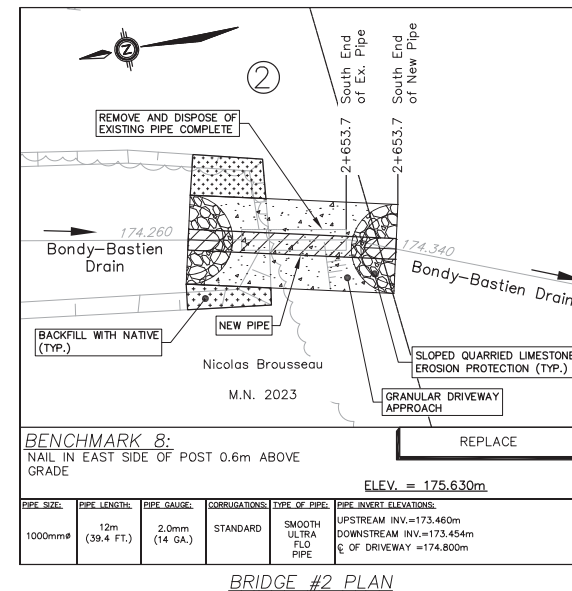 Z
2
2+653.7 South End
of Ex. Pipe
2+653.7 South End
of New Pipe
REMOVE AND DISPOSE OF
EXISTING PIPE COMPLETE
174.260
Bondy-Bastien
Drain
174.340
Bondy-Bastien Drain
BACKFILL WITH NATIVE
(TYP.)
NEW PIPE
SLOPED QUARRIED LIMESTONE
EROSION PROTECTION (TYP.)
Nicolas Brousseau
M.N. 2023
GRANULAR DRIVEWAY
APPROACH
BENCHMARK 8:
NAIL IN EAST SIDE OF POST 0.6m ABOVE
GRADE
REPLACE
ELEV. = 175.630m
PIPE SIZE: PIPE LENGTH: PIPE GAUGE: CORRUGATIONS: TYPE OF PIPE: PIPE INVERT ELEVATIONS:
1000mmø
12m
(39.4 FT.)
2.0mm
(14 GA.)
STANDARD
SMOOTH
ULTRA
FLO
PIPE
UPSTREAM INV.=173.460m
DOWNSTREAM INV.=173.454m
℄ OF DRIVEWAY =174.800m
BRIDGE #2 PLAN